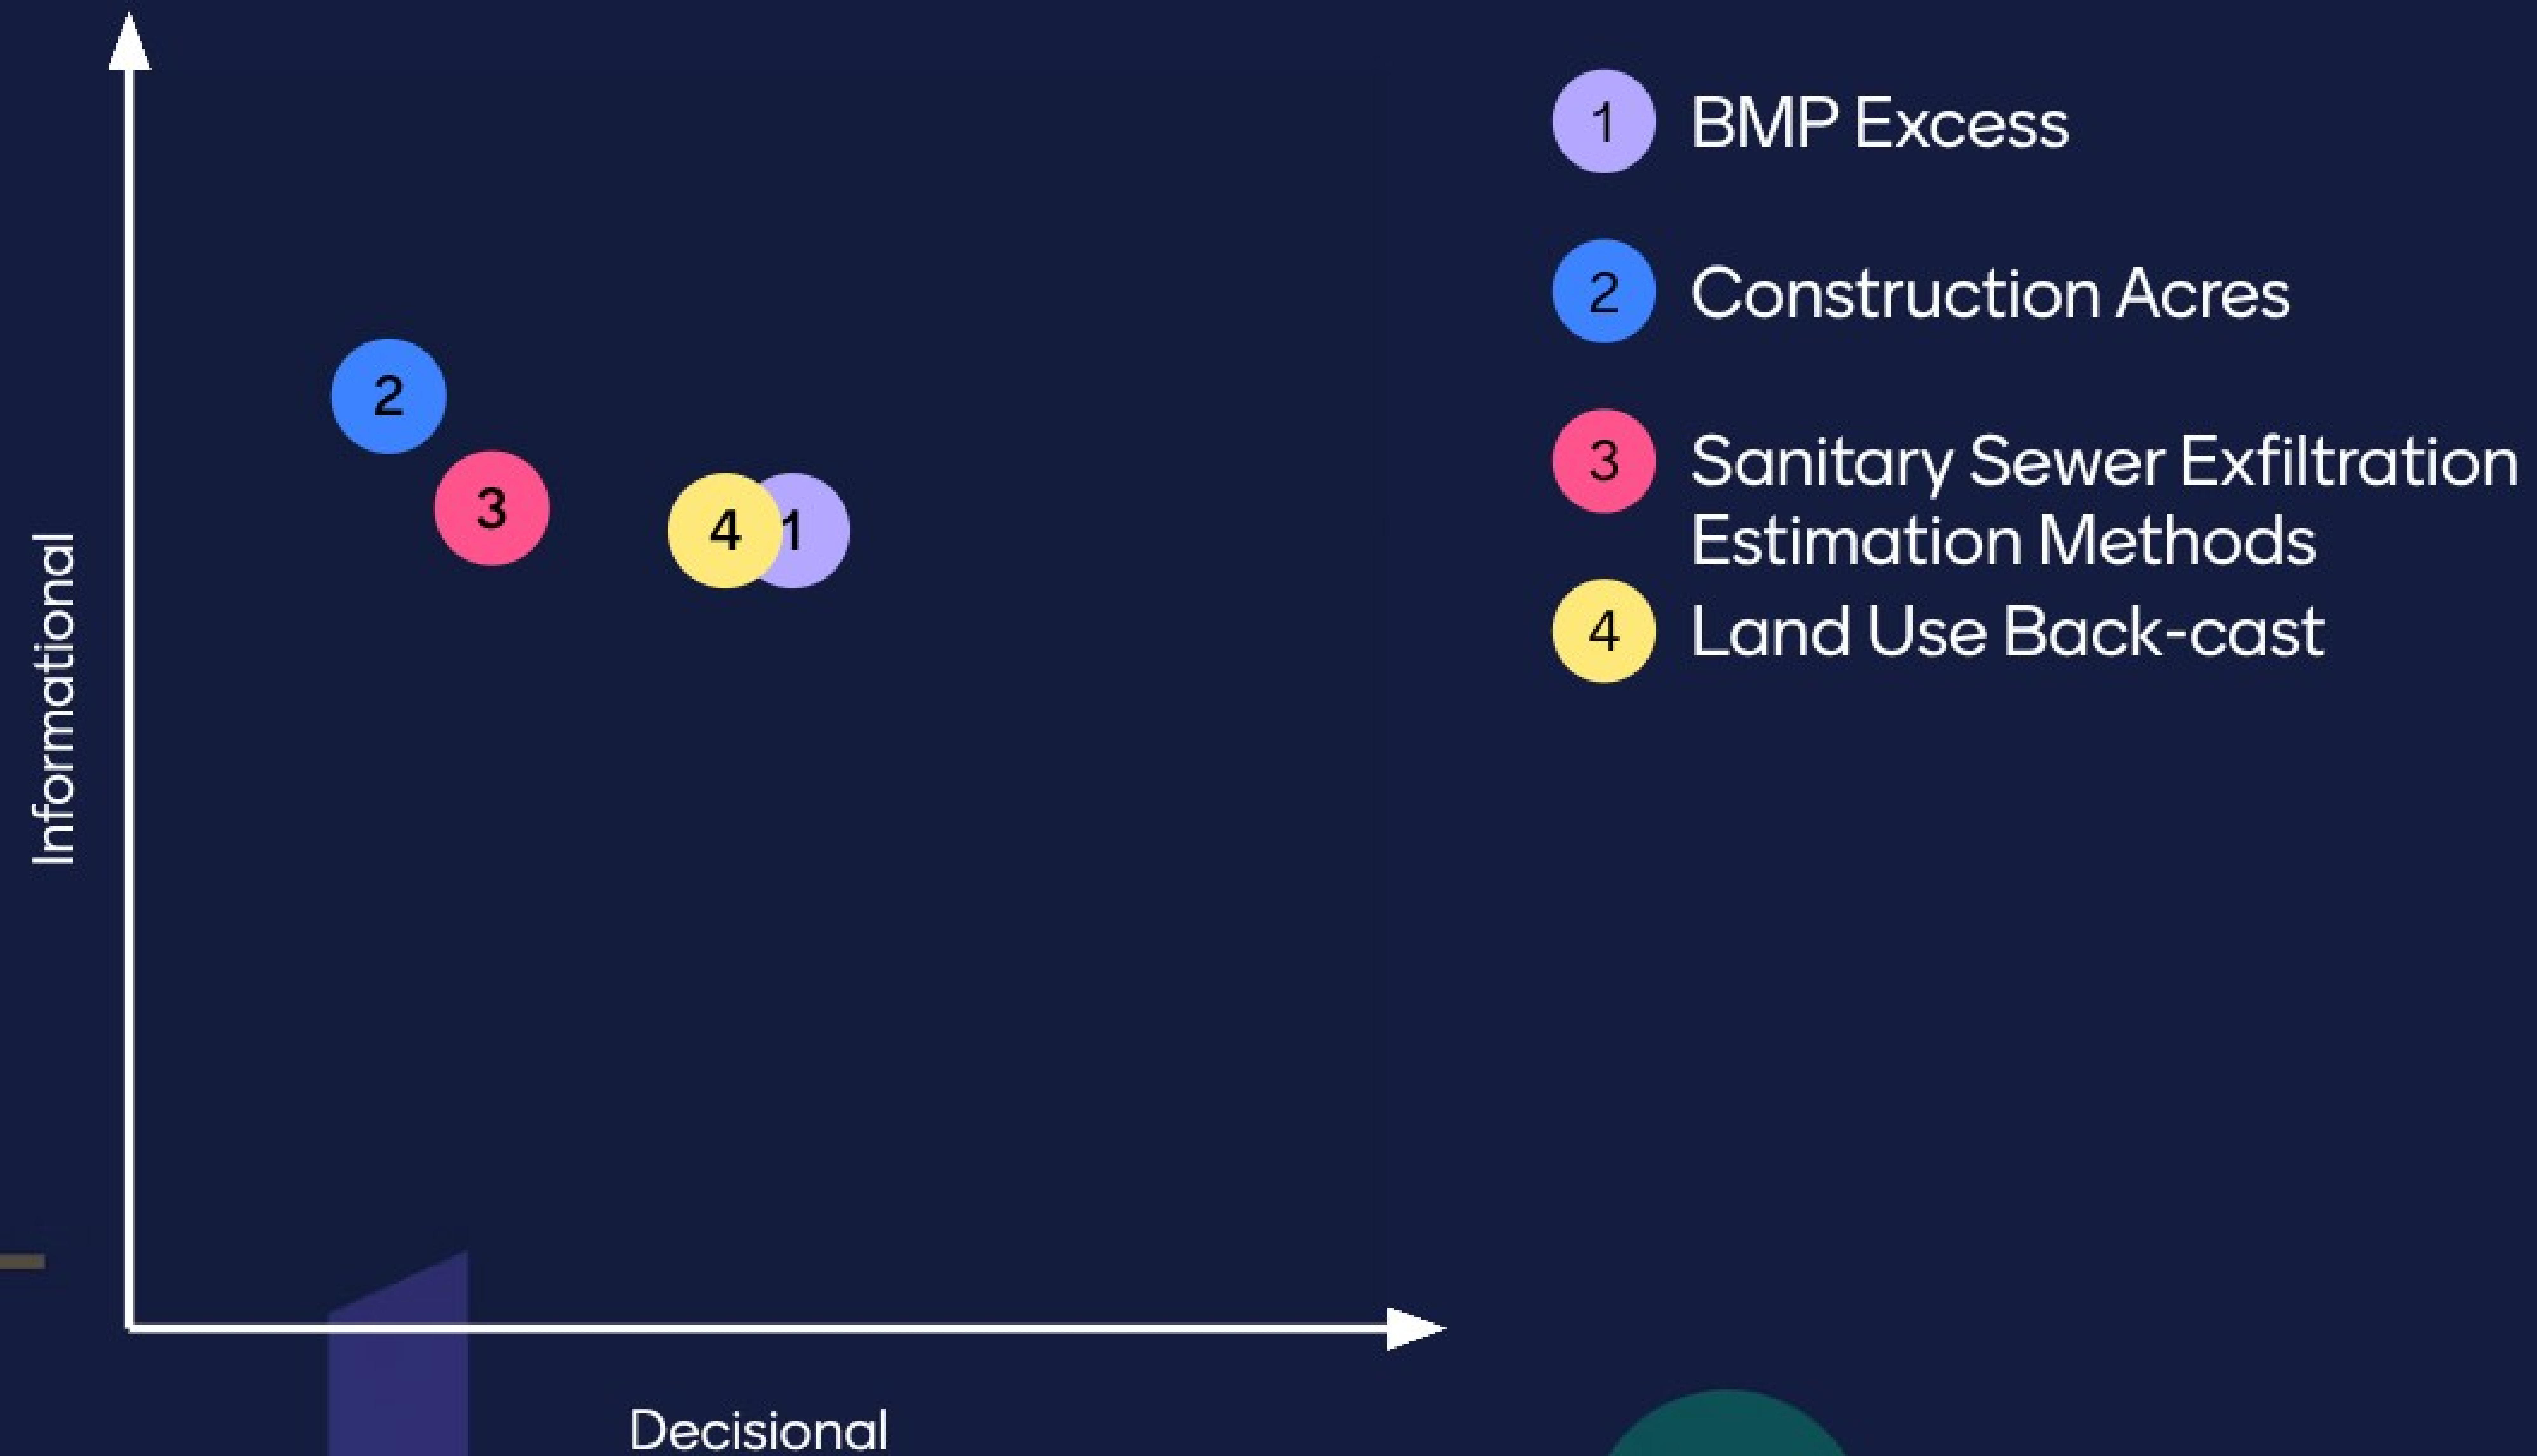 Informational
2
3
4
1
Decisional
1 BMP Excess
2 Construction Acres
3 Sanitary Sewer Exfiltration
Estimation Methods
4 Land Use Back-cast